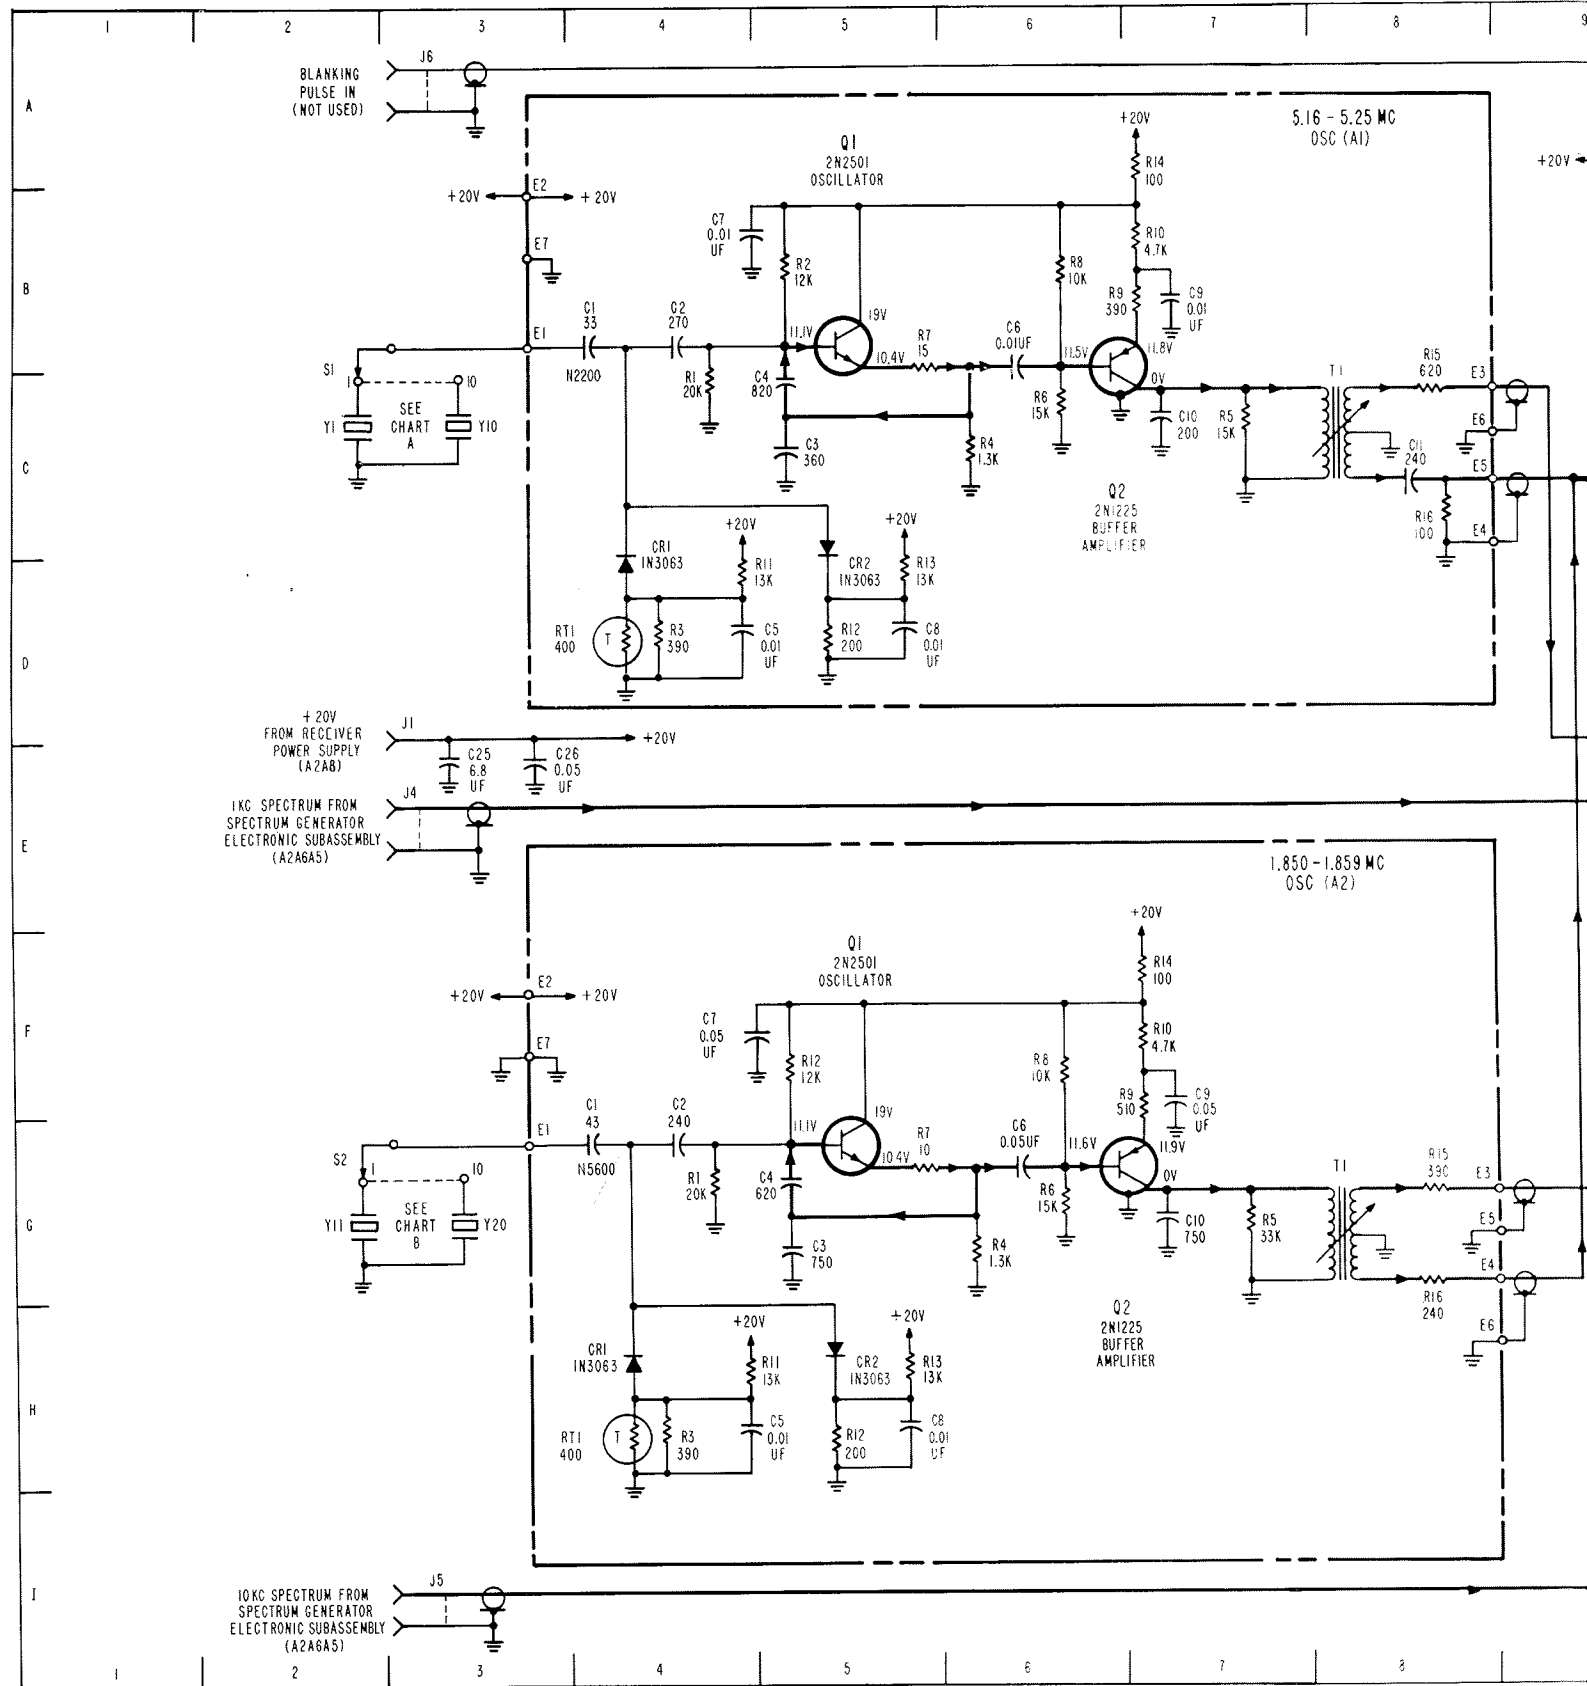 1 2 3 4 5 6 7 8 9
A
B
C
D
E
F
G
H
I
BLANKING
PULSE IN
(NOT USED)
J6
5.16 - 5.25 MC
OSC (A1)
+20V
Q1
2N2501
OSCILLATOR
+20V
R14
100
+20V
E2
+20V
C7
0.01
UF
R2
12K
R8
10K
R10
4.7K
E7
R9
390
C9
0.01
UF
E1
C1
33
N2200
C2
270
11.1V
19V
10.4V
R7
15
C6
0.01UF
11.5V
11.8V
0V
S1
1
10
Y1
SEE
CHART
A
Y10
R1
20K
C4
820
C3
360
R4
1.3K
R6
15K
C10
200
R5
15K
T1
R15
620
E3
E6
C11
240
E5
R16
100
E4
Q2
2N1225
BUFFER
AMPLIFIER
CR1
1N3063
+20V
R11
13K
CR2
1N3063
+20V
R13
13K
RT1
400
T
R3
390
C5
0.01
UF
R12
200
C8
0.01
UF
+20V
FROM RECEIVER
POWER SUPPLY
(A2A8)
J1
+20V
C25
6.8
UF
C26
0.05
UF
1KC SPECTRUM FROM
SPECTRUM GENERATOR
ELECTRONIC SUBASSEMBLY
(A2A6A5)
J4
1.850 - 1.859 MC
OSC (A2)
Q1
2N2501
OSCILLATOR
+20V
R14
100
+20V
E2
+20V
C7
0.05
UF
R12
12K
R8
10K
R10
4.7K
E7
R9
510
C9
0.05
UF
E1
C1
43
N5600
C2
240
11.1V
19V
10.4V
R7
10
C6
0.05UF
11.6V
11.9V
0V
S2
1
10
Y11
SEE
CHART
B
Y20
R1
20K
C4
620
C3
750
R4
1.3K
R6
15K
C10
750
R5
33K
T1
R15
390
E3
E5
E4
R16
240
E6
Q2
2N1225
BUFFER
AMPLIFIER
CR1
1N3063
+20V
R11
13K
CR2
1N3063
+20V
R13
13K
RT1
400
T
R3
390
C5
0.01
UF
R12
200
C8
0.01
UF
10KC SPECTRUM FROM
SPECTRUM GENERATOR
ELECTRONIC SUBASSEMBLY
(A2A6A5)
J5
1 2 3 4 5 6 7 8